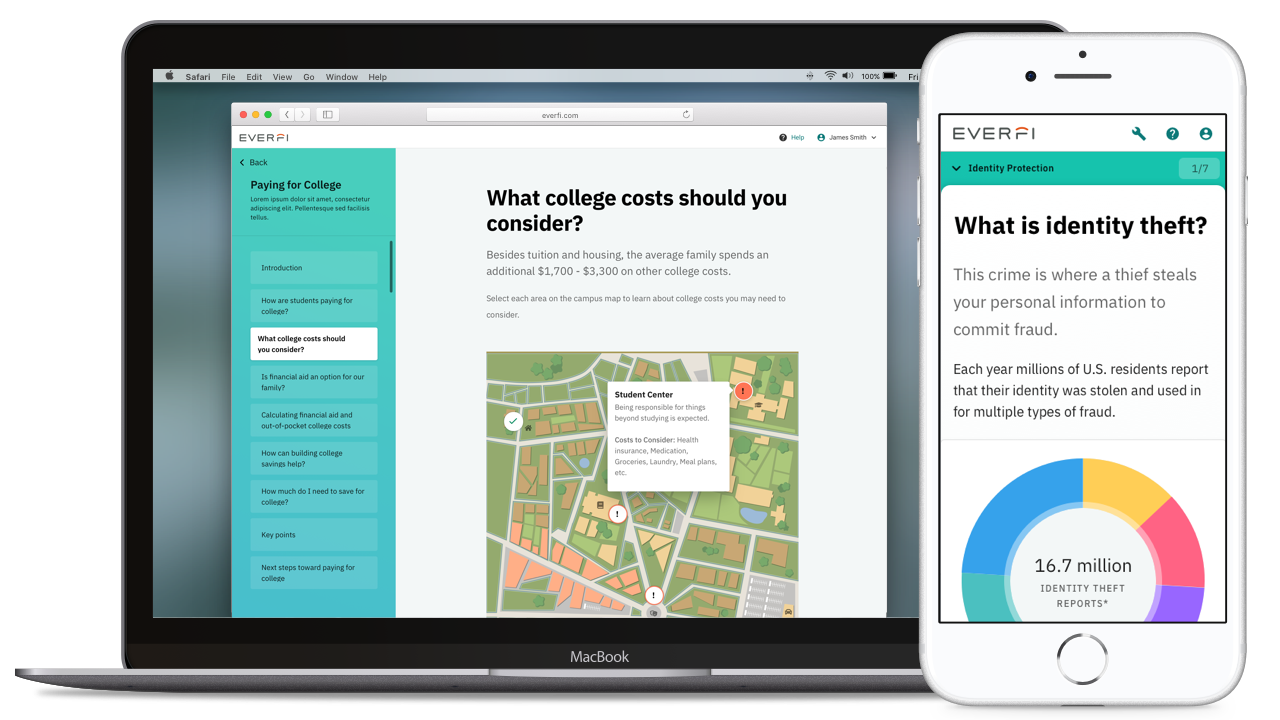 Safari File Edit View Go Window Help
100%
Fri
everfi.com
EVERFI
Help
James Smith
Back
Paying for College
Lorem ipsum dolor sit amet, consectetur
adipiscing elit. Pellentesque sed facilisis
tellus.
Introduction
How are students paying for
college?
What college costs should
you consider?
Is financial aid an option for our
family?
Calculating financial aid and
out-of-pocket college costs
How can building college
savings help?
How much do I need to save for
college?
Key points
Next steps toward paying for
college
What college costs should you
consider?
Besides tuition and housing, the average family spends an
additional $1,700 - $3,300 on other college costs.
Select each area on the campus map to learn about college costs you may need to
consider.
Student Center
Being responsible for things
beyond studying is expected.
Costs to Consider: Health
insurance, Medication,
Groceries, Laundry, Meal plans,
etc.
!
!
!
MacBook
EVERFI
Identity Protection
1/7
What is identity theft?
This crime is where a thief steals
your personal information to
commit fraud.
Each year millions of U.S. residents report
that their identity was stolen and used in
for multiple types of fraud.
16.7 million
IDENTITY THEFT
REPORTS*